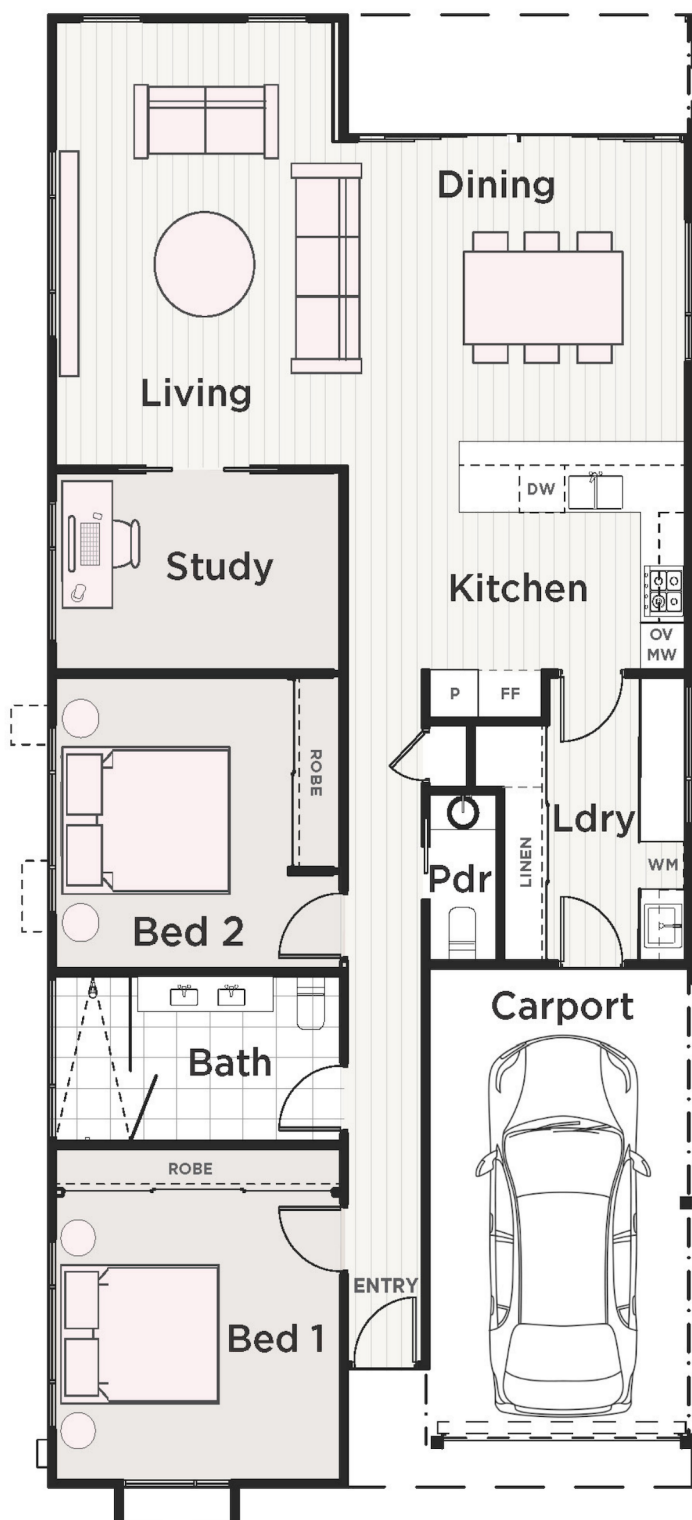 Dining
Living
DW
Study
Kitchen
OV
MW
P
FF
ROBE
Ldry
LINEN
WM
Pdr
Bed 2
Carport
Bath
ROBE
ENTRY
Bed 1